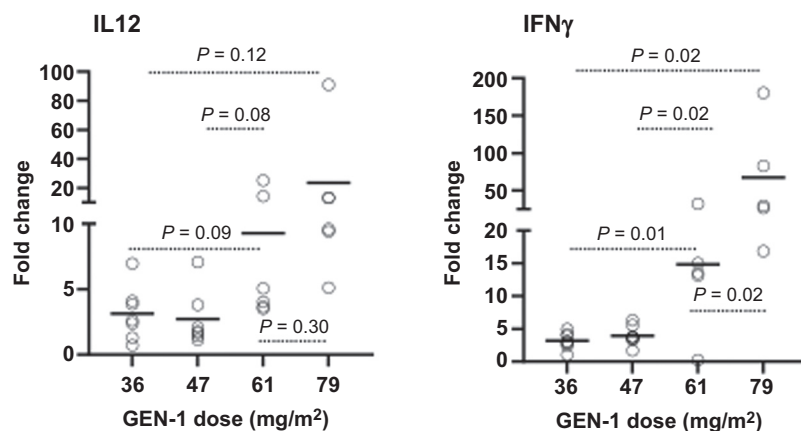 IL12
P = 0.12
P = 0.08
P = 0.09
P = 0.30
Fold change
100
80
60
40
20
10
5
0
36 47 61 79
GEN-1 dose (mg/m²)
IFNγ
P = 0.02
P = 0.02
P = 0.01
P = 0.02
Fold change
200
150
100
50
20
15
10
5
0
36 47 61 79
GEN-1 dose (mg/m²)